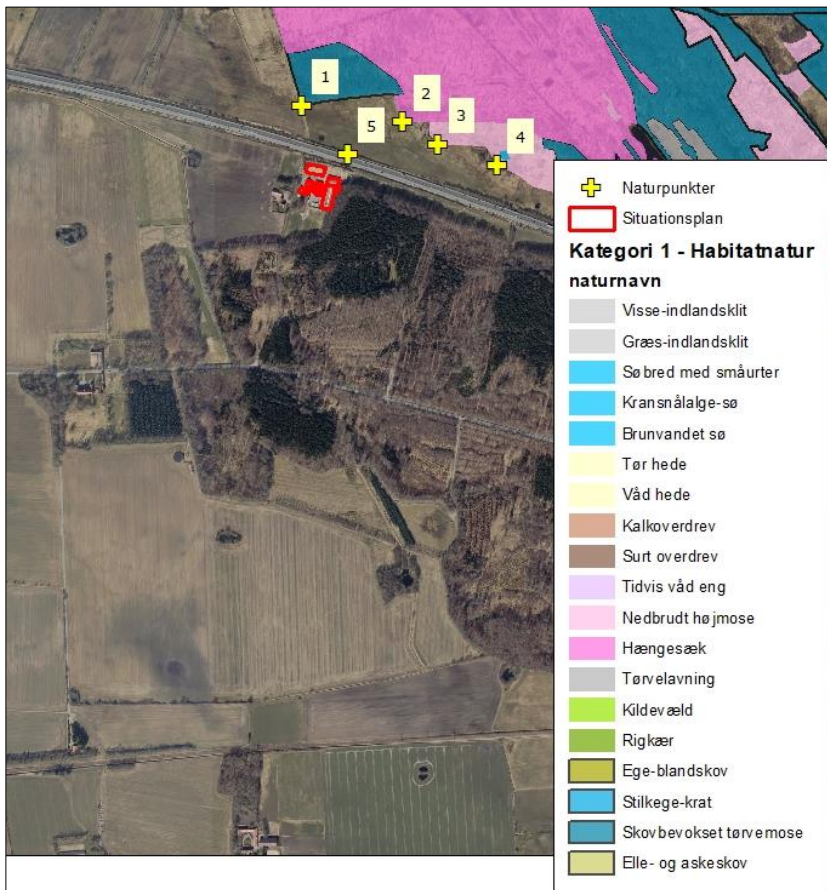 1
2
3
5
4
Naturpunkter
Situationsplan
Kategori 1 - Habitatnatur
naturnavn
Visse-indlandsklit
Græs-indlandsklit
Søbred med småurter
Kransnålalge-sø
Brunvandet sø
Tør hede
Våd hede
Kalkoverdrev
Surt overdrev
Tidvis våd eng
Nedbrudt højmose
Hængesæk
Tørvelavning
Kildevæld
Rigkær
Ege-blandskov
Stilkege-krat
Skovbevokset tørvemose
Elle- og askeskov